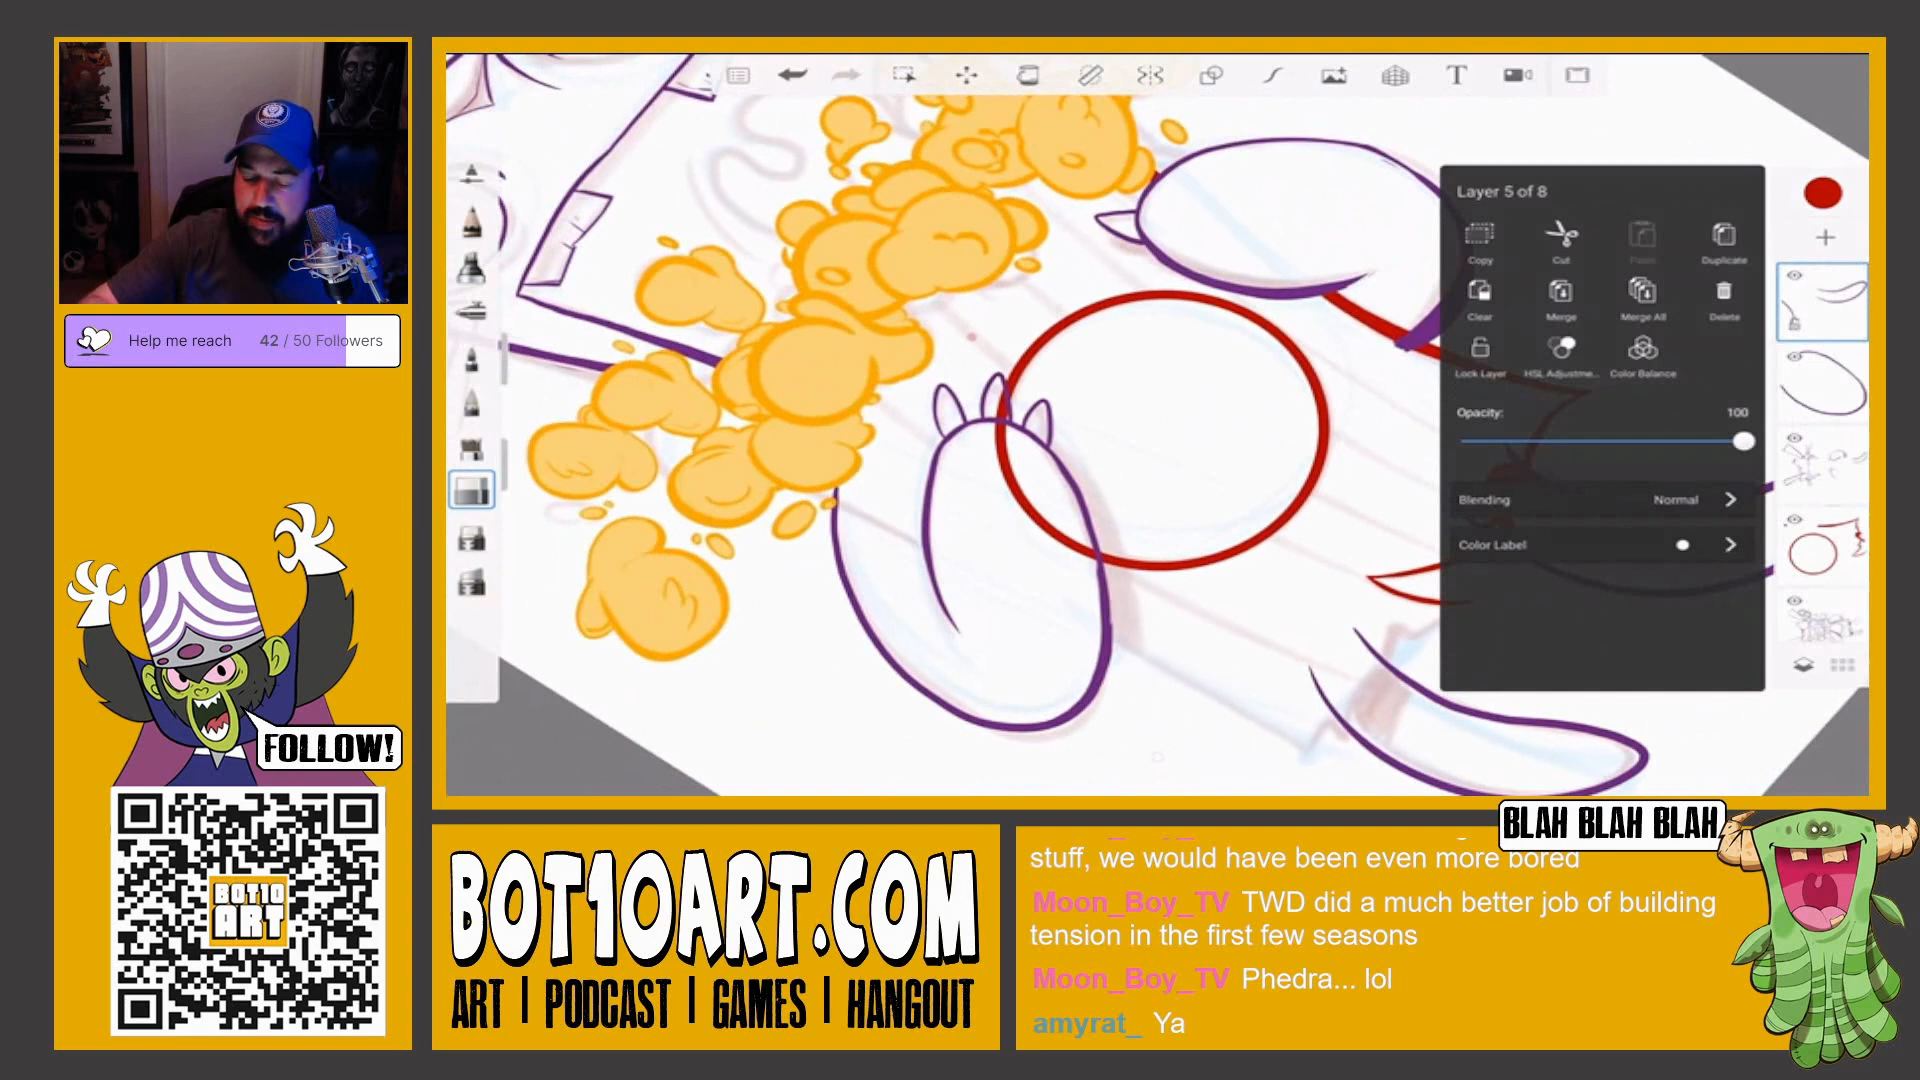 Layer 5 of 8
Copy
Cut
Paste
Duplicate
Clear
Merge
Merge All
Delete
Lock Layer
HSL Adjustme...
Color Balance
Opacity:
100
Blending
Normal
Color Label
T
Help me reach
42 / 50 Followers
FOLLOW!
BOT10
ART
BOT10ART.COM
ART | PODCAST | GAMES | HANGOUT
BLAH BLAH BLAH
stuff, we would have been even more bored
Moon_Boy_TV TWD did a much better job of building
tension in the first few seasons
Moon_Boy_TV Phedra... lol
amyrat_ Ya